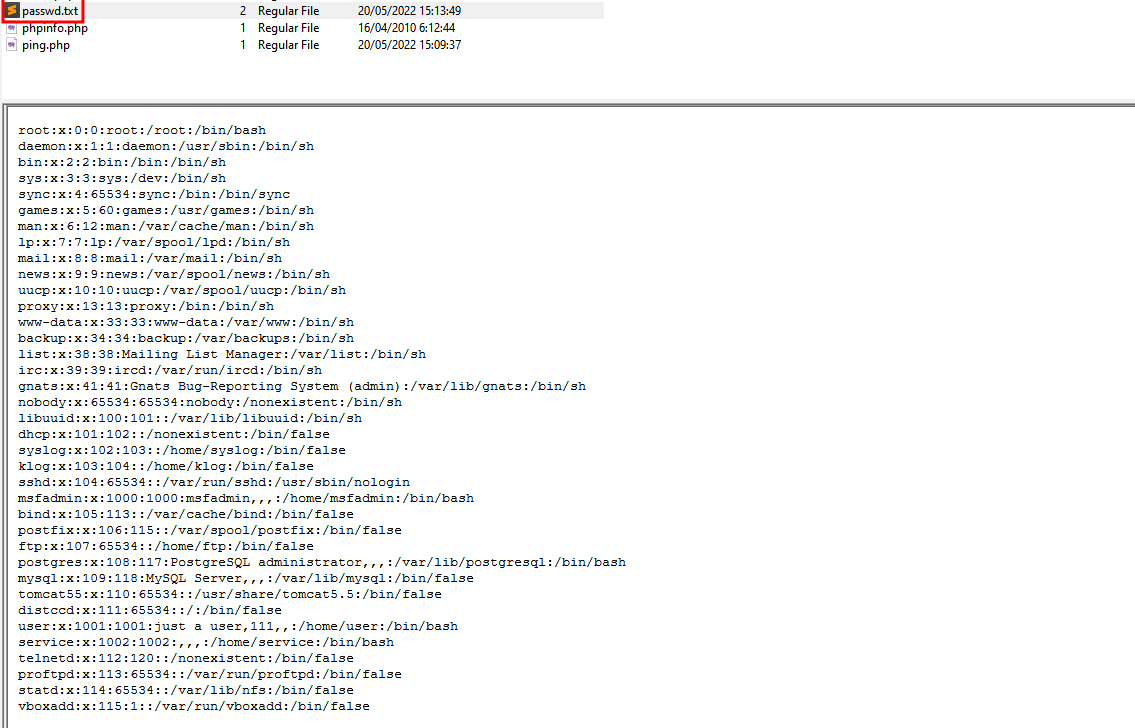 passwd.txt 2 Regular File 20/05/2022 15:13:49
phpinfo.php 1 Regular File 16/04/2010 6:12:44
ping.php 1 Regular File 20/05/2022 15:09:37
root:x:0:0:root:/root:/bin/bash
daemon:x:1:1:daemon:/usr/sbin:/bin/sh
bin:x:2:2:bin:/bin:/bin/sh
sys:x:3:3:sys:/dev:/bin/sh
sync:x:4:65534:sync:/bin:/bin/sync
games:x:5:60:games:/usr/games:/bin/sh
man:x:6:12:man:/var/cache/man:/bin/sh
lp:x:7:7:lp:/var/spool/lpd:/bin/sh
mail:x:8:8:mail:/var/mail:/bin/sh
news:x:9:9:news:/var/spool/news:/bin/sh
uucp:x:10:10:uucp:/var/spool/uucp:/bin/sh
proxy:x:13:13:proxy:/bin:/bin/sh
www-data:x:33:33:www-data:/var/www:/bin/sh
backup:x:34:34:backup:/var/backups:/bin/sh
list:x:38:38:Mailing List Manager:/var/list:/bin/sh
irc:x:39:39:ircd:/var/run/ircd:/bin/sh
gnats:x:41:41:Gnats Bug-Reporting System (admin):/var/lib/gnats:/bin/sh
nobody:x:65534:65534:nobody:/nonexistent:/bin/sh
libuuid:x:100:101::/var/lib/libuuid:/bin/sh
dhcp:x:101:102::/nonexistent:/bin/false
syslog:x:102:103::/home/syslog:/bin/false
klog:x:103:104::/home/klog:/bin/false
sshd:x:104:65534::/var/run/sshd:/usr/sbin/nologin
msfadmin:x:1000:1000:msfadmin,,,:/home/msfadmin:/bin/bash
bind:x:105:113::/var/cache/bind:/bin/false
postfix:x:106:115::/var/spool/postfix:/bin/false
ftp:x:107:65534::/home/ftp:/bin/false
postgres:x:108:117:PostgreSQL administrator,,,:/var/lib/postgresql:/bin/bash
mysql:x:109:118:MySQL Server,,,:/var/lib/mysql:/bin/false
tomcat55:x:110:65534::/usr/share/tomcat5.5:/bin/false
distccd:x:111:65534::/:/bin/false
user:x:1001:1001:just a user,111,,:/home/user:/bin/bash
service:x:1002:1002:,,,:/home/service:/bin/bash
telnetd:x:112:120::/nonexistent:/bin/false
proftpd:x:113:65534::/var/run/proftpd:/bin/false
statd:x:114:65534::/var/lib/nfs:/bin/false
vboxadd:x:115:1::/var/run/vboxadd:/bin/false